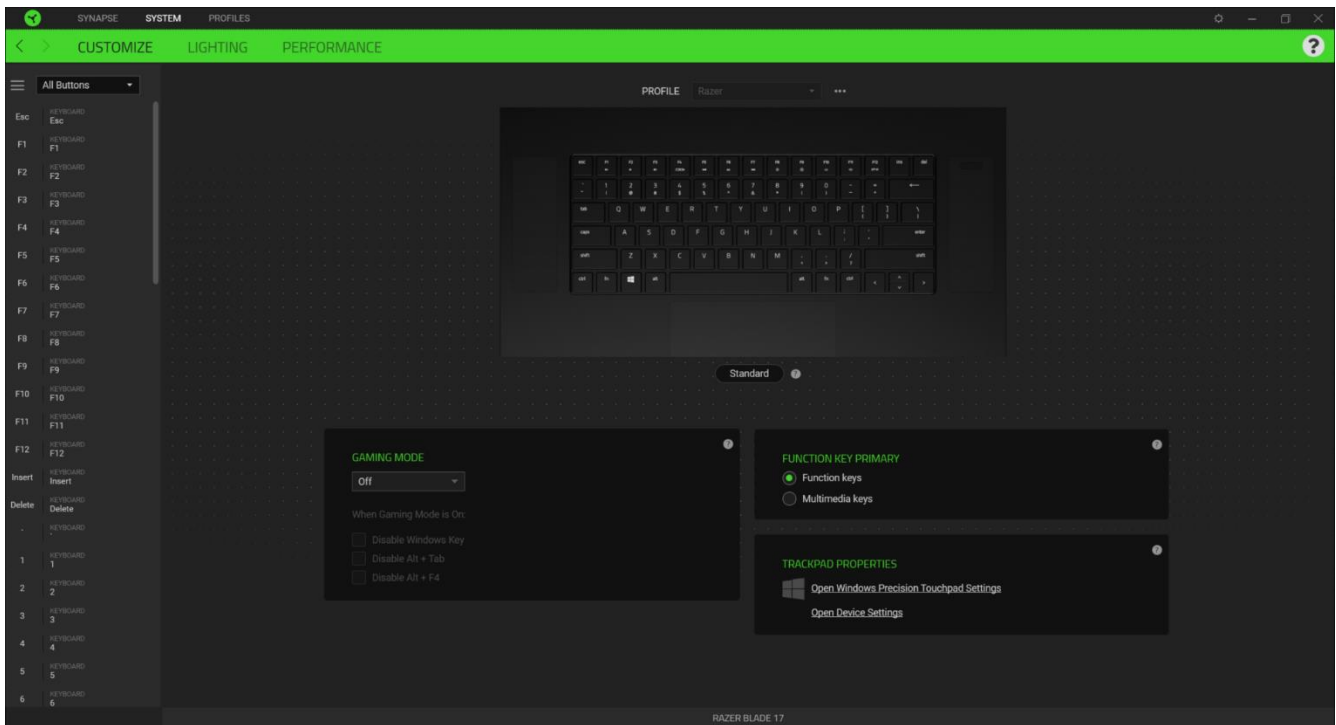 SYNAPSE SYSTEM PROFILES
CUSTOMIZE LIGHTING PERFORMANCE
?
All Buttons
PROFILE Razer
Esc KEYBOARD
Esc
F1 KEYBOARD
F1
F2 KEYBOARD
F2
F3 KEYBOARD
F3
F4 KEYBOARD
F4
F5 KEYBOARD
F5
F6 KEYBOARD
F6
F7 KEYBOARD
F7
F8 KEYBOARD
F8
F9 KEYBOARD
F9
F10 KEYBOARD
F10
F11 KEYBOARD
F11
F12 KEYBOARD
F12
Insert KEYBOARD
Insert
Delete KEYBOARD
Delete
KEYBOARD
1 KEYBOARD
1
2 KEYBOARD
2
3 KEYBOARD
3
4 KEYBOARD
4
5 KEYBOARD
5
6 KEYBOARD
6
Q W E R T Y U I O P
A S D F G H J K L
Z X C V B N M
Standard ?
GAMING MODE ?
Off
When Gaming Mode is On:
Disable Windows Key
Disable Alt + Tab
Disable Alt + F4
FUNCTION KEY PRIMARY ?
Function keys
Multimedia keys
TRACKPAD PROPERTIES ?
Open Windows Precision Touchpad Settings
Open Device Settings
RAZER BLADE 17